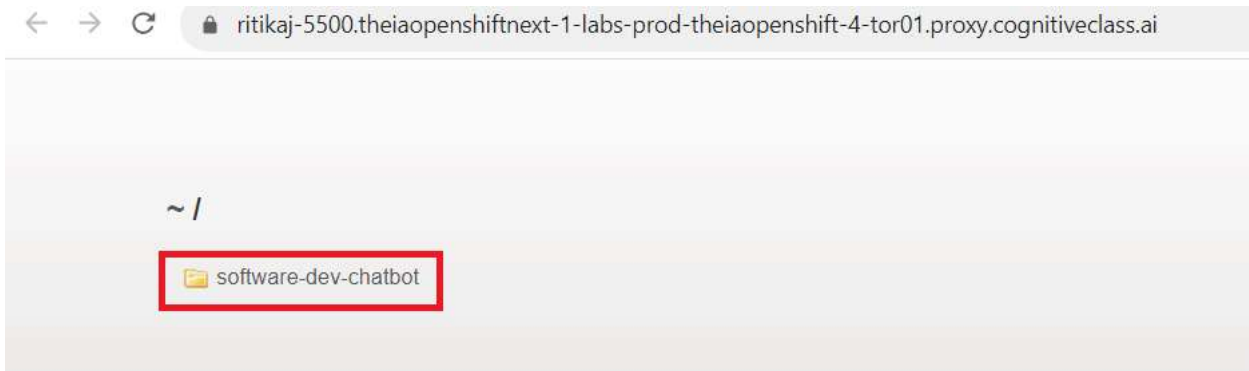 ritikaj-5500.theiaopenshiftnext-1-labs-prod-theiaopenshift-4-tor01.proxy.cognitiveclass.ai
~ /
software-dev-chatbot